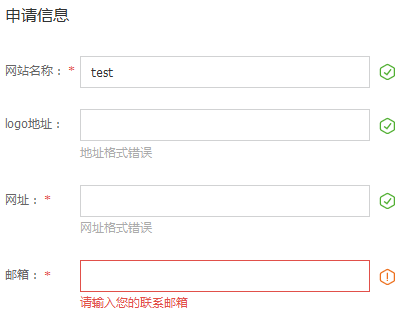 申请信息
网站名称： * test
logo地址：
地址格式错误
网址： *
网址格式错误
邮箱： *
请输入您的联系邮箱